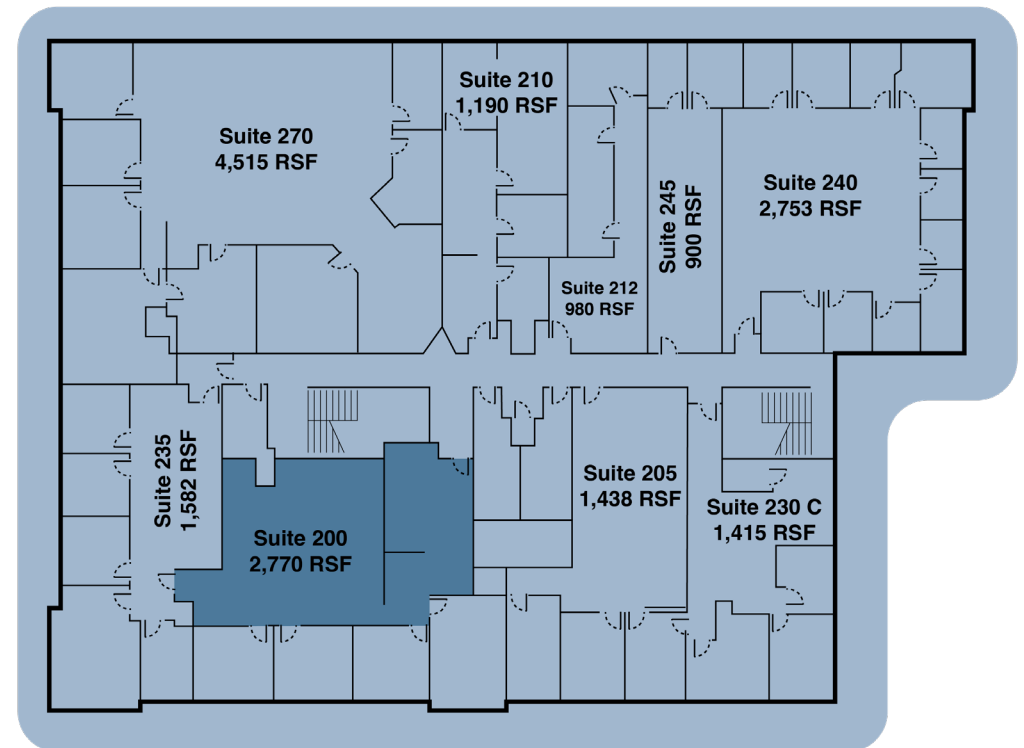 Suite 210
1,190 RSF
Suite 270
4,515 RSF
Suite 245
900 RSF
Suite 240
2,753 RSF
Suite 212
980 RSF
Suite 235
1,582 RSF
Suite 200
2,770 RSF
Suite 205
1,438 RSF
Suite 230 C
1,415 RSF